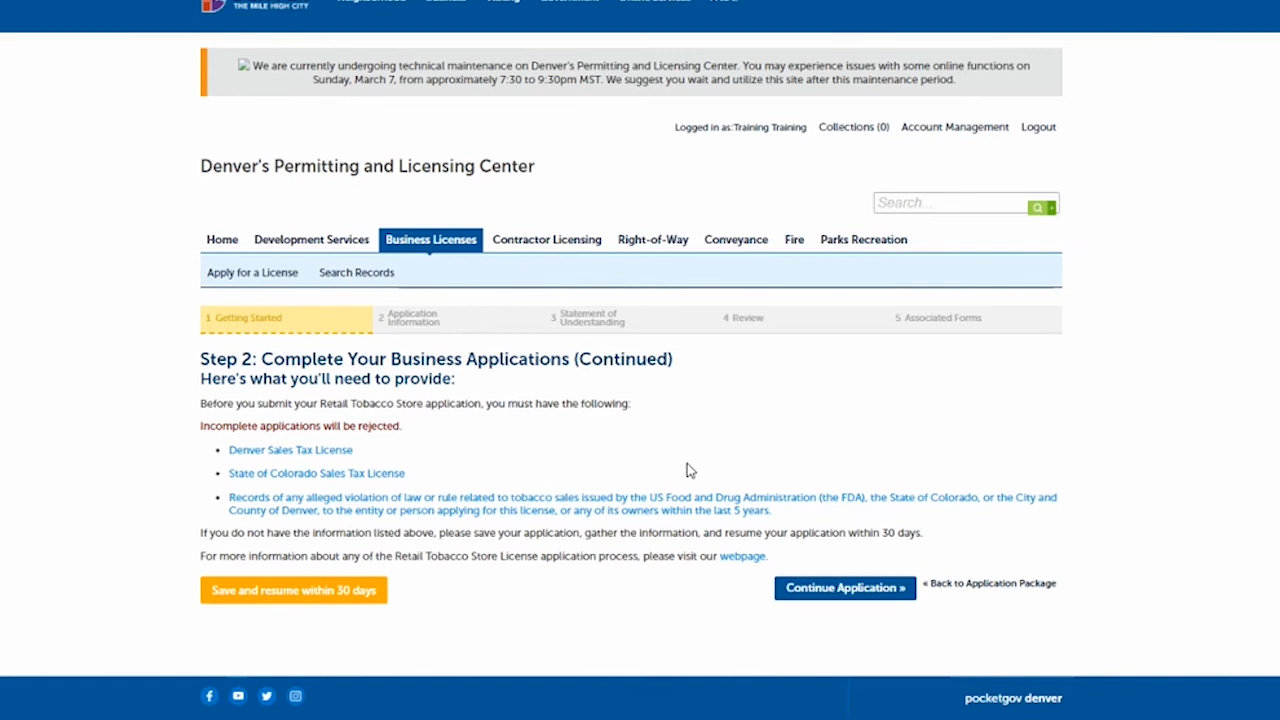 THE MILE HIGH CITY
We are currently undergoing technical maintenance on Denver's Permitting and Licensing Center. You may experience issues with some online functions on
Sunday, March 7, from approximately 7:30 to 9:30pm MST. We suggest you wait and utilize this site after this maintenance period.
Logged in as:Training Training Collections (0) Account Management Logout
Denver's Permitting and Licensing Center
Search...
Home Development Services Business Licenses Contractor Licensing Right-of-Way Conveyance Fire Parks Recreation
Apply for a License Search Records
1 Getting Started
2 Application
Information
3 Statement of
Understanding
4 Review
5 Associated Forms
Step 2: Complete Your Business Applications (Continued)
Here's what you'll need to provide:
Before you submit your Retail Tobacco Store application, you must have the following:
Incomplete applications will be rejected.
• Denver Sales Tax License
• State of Colorado Sales Tax License
• Records of any alleged violation of law or rule related to tobacco sales issued by the US Food and Drug Administration (the FDA), the State of Colorado, or the City and
County of Denver, to the entity or person applying for this license, or any of its owners within the last 5 years.
If you do not have the information listed above, please save your application, gather the information, and resume your application within 30 days.
For more information about any of the Retail Tobacco Store License application process, please visit our webpage.
Save and resume within 30 days
Continue Application »
« Back to Application Package
pocketgov denver